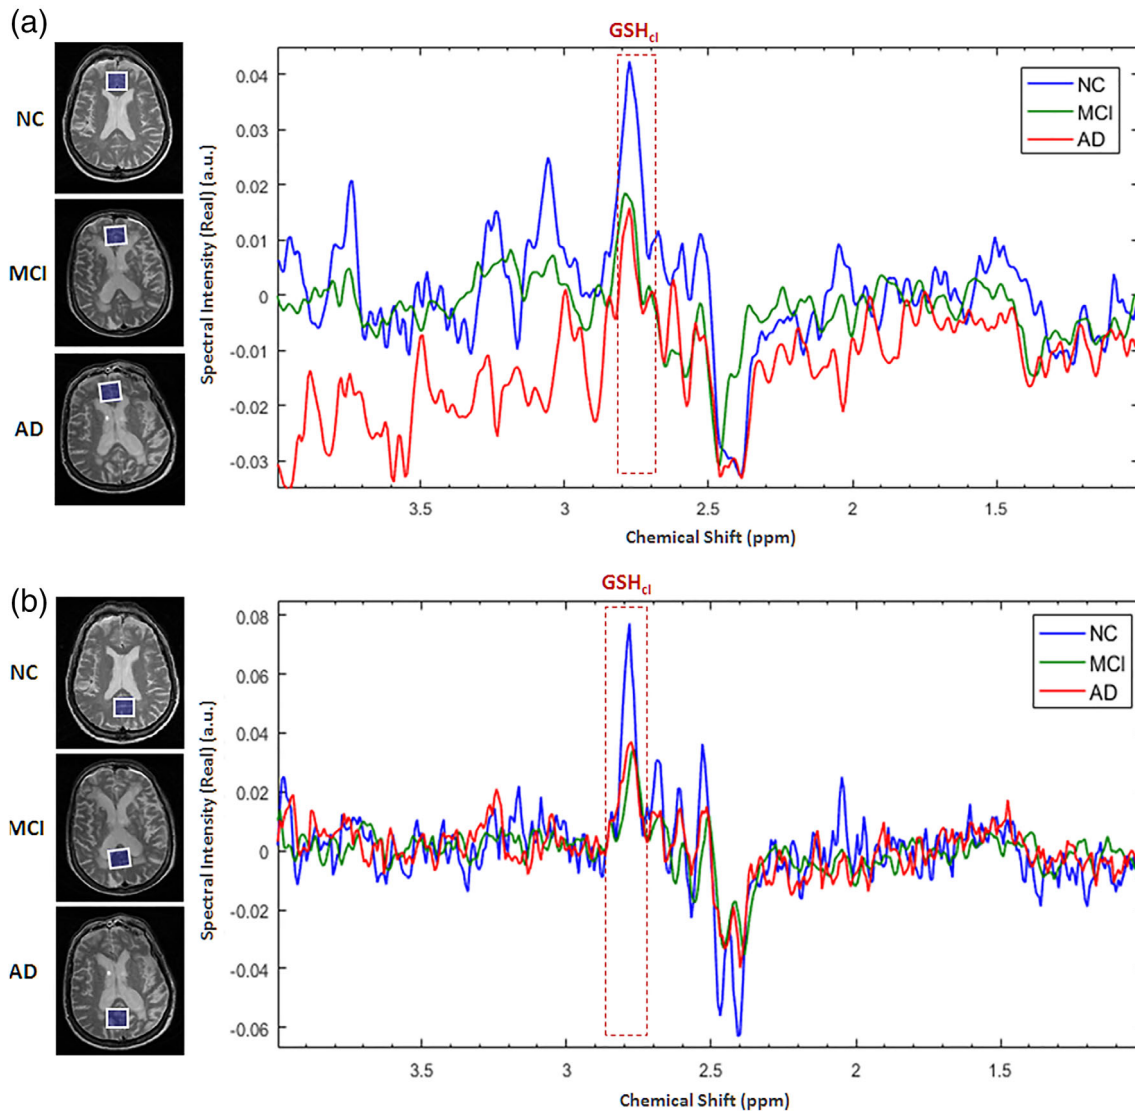 (a)
GSHcl
NC
MCI
AD
NC
MCI
AD
Spectral Intensity (Real) (a.u.)
0.04
0.03
0.02
0.01
0
-0.01
-0.02
-0.03
3.5 3 2.5 2 1.5
Chemical Shift (ppm)
(b)
GSHcl
NC
MCI
AD
NC
MCI
AD
Spectral Intensity (Real) (a.u.)
0.08
0.06
0.04
0.02
0
-0.02
-0.04
-0.06
3.5 3 2.5 2 1.5
Chemical Shift (ppm)